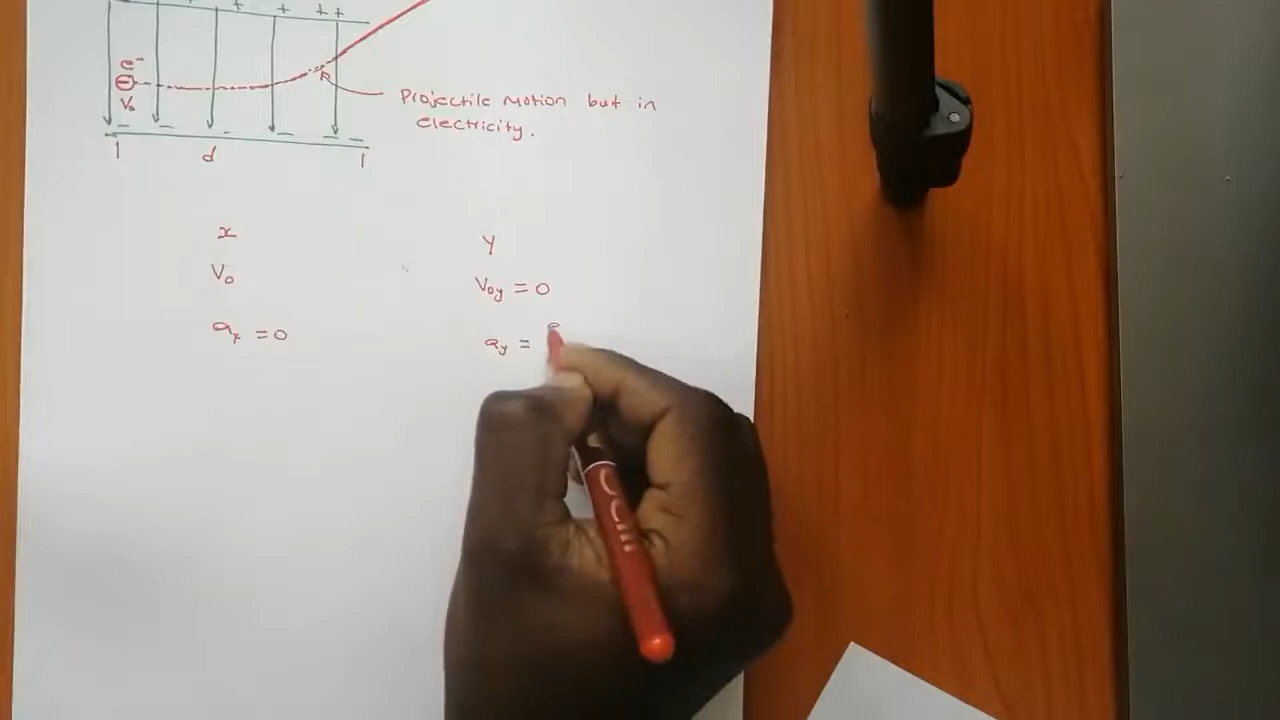 + + + + +
e⁻
−
V₀
Projectile motion but in
electricity.
− − − − − −
d
x
y
V₀
V₀y = 0
aₓ = 0
ay = e